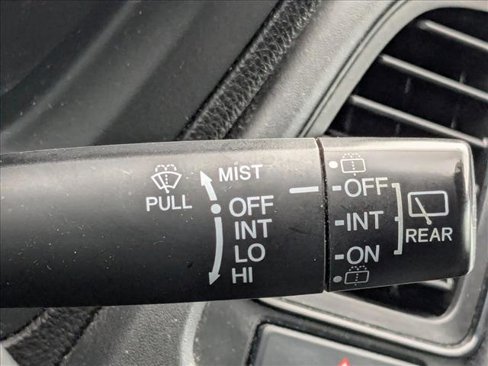 MIST
PULL
OFF
INT
LO
HI
OFF
INT
ON
REAR